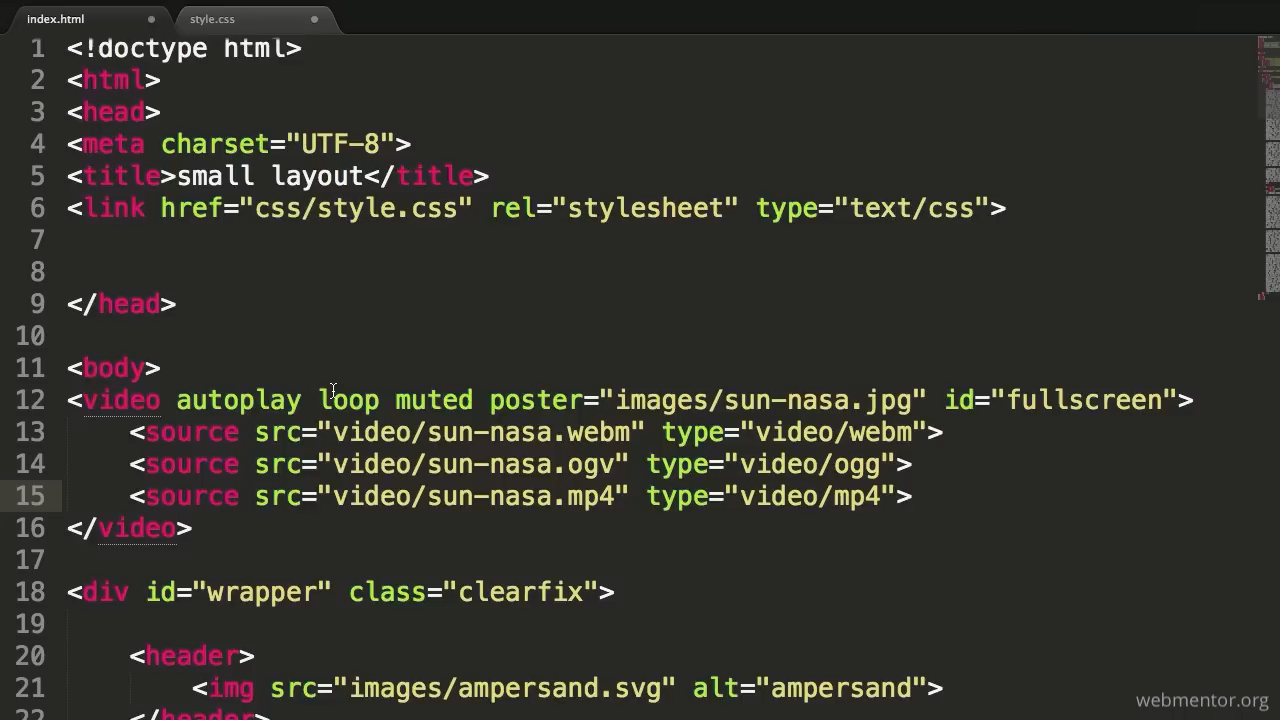 index.html
style.css
1 <!doctype html>
2 <html>
3 <head>
4 <meta charset="UTF-8">
5 <title>small layout</title>
6 <link href="css/style.css" rel="stylesheet" type="text/css">
7
8
9 </head>
10
11 <body>
12 <video autoplay loop muted poster="images/sun-nasa.jpg" id="fullscreen">
13 <source src="video/sun-nasa.webm" type="video/webm">
14 <source src="video/sun-nasa.ogv" type="video/ogg">
15 <source src="video/sun-nasa.mp4" type="video/mp4">
16 </video>
17
18 <div id="wrapper" class="clearfix">
19
20 <header>
21 <img src="images/ampersand.svg" alt="ampersand">
22 </header>
webmentor.org